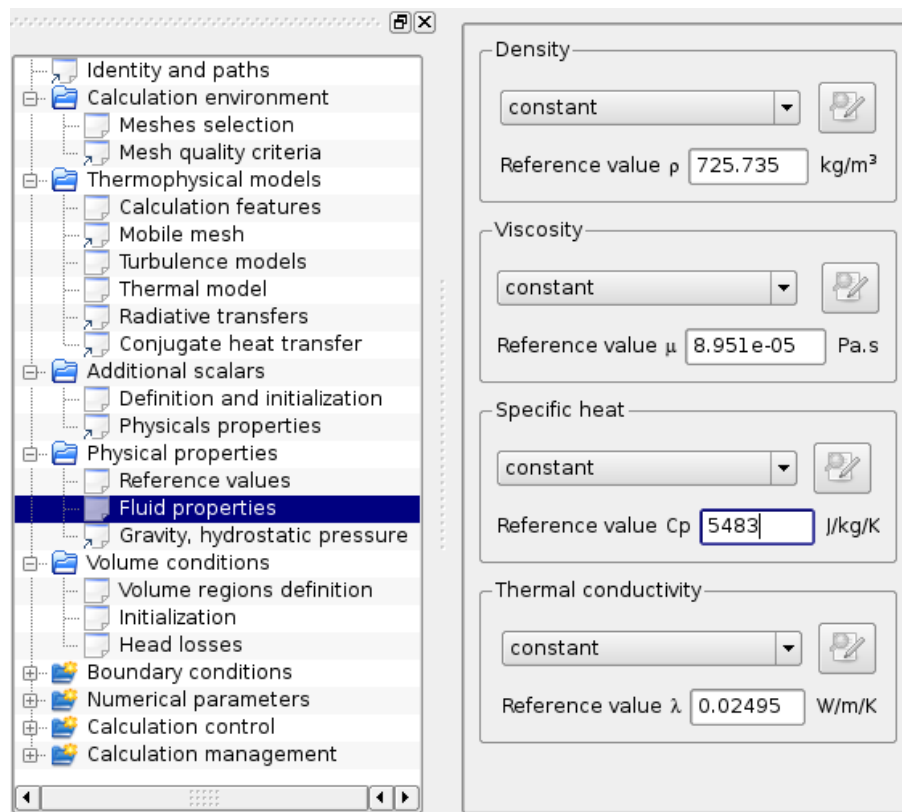 Identity and paths
Calculation environment
Meshes selection
Mesh quality criteria
Thermophysical models
Calculation features
Mobile mesh
Turbulence models
Thermal model
Radiative transfers
Conjugate heat transfer
Additional scalars
Definition and initialization
Physicals properties
Physical properties
Reference values
Fluid properties
Gravity, hydrostatic pressure
Volume conditions
Volume regions definition
Initialization
Head losses
Boundary conditions
Numerical parameters
Calculation control
Calculation management
Density
constant
Reference value ρ 725.735 kg/m³
Viscosity
constant
Reference value μ 8.951e-05 Pa.s
Specific heat
constant
Reference value Cp 5483 J/kg/K
Thermal conductivity
constant
Reference value λ 0.02495 W/m/K